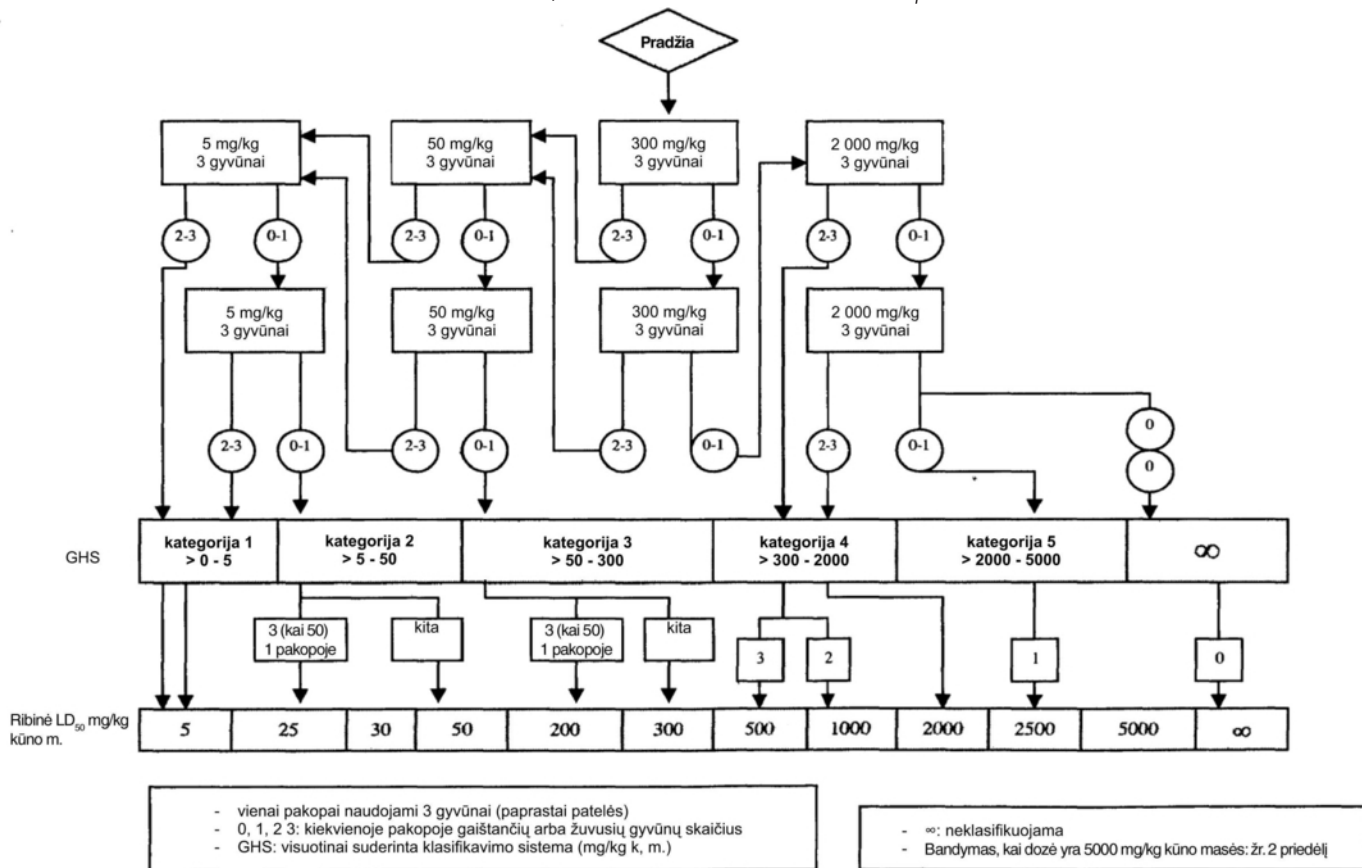 Pradžia
5 mg/kg
3 gyvūnai
50 mg/kg
3 gyvūnai
300 mg/kg
3 gyvūnai
2 000 mg/kg
3 gyvūnai
2-3
0-1
2-3
0-1
2-3
0-1
2-3
0-1
5 mg/kg
3 gyvūnai
50 mg/kg
3 gyvūnai
300 mg/kg
3 gyvūnai
2 000 mg/kg
3 gyvūnai
2-3
0-1
2-3
0-1
2-3
0-1
2-3
0-1
0
0
GHS
kategorija 1
> 0 - 5
kategorija 2
> 5 - 50
kategorija 3
> 50 - 300
kategorija 4
> 300 - 2000
kategorija 5
> 2000 - 5000
∞
3 (kai 50)
1 pakopoje
kita
3 (kai 50)
1 pakopoje
kita
3
2
1
0
Ribinė LD50 mg/kg
kūno m.
5
25
30
50
200
300
500
1000
2000
2500
5000
∞
- vienai pakopai naudojami 3 gyvūnai (paprastai patelės)
- 0, 1, 2 3: kiekvienoje pakopoje gaištančių arba žuvusių gyvūnų skaičius
- GHS: visuotinai suderinta klasifikavimo sistema (mg/kg k, m.)
- ∞: neklasifikuojama
- Bandymas, kai dozė yra 5000 mg/kg kūno masės: žr. 2 priedėlį